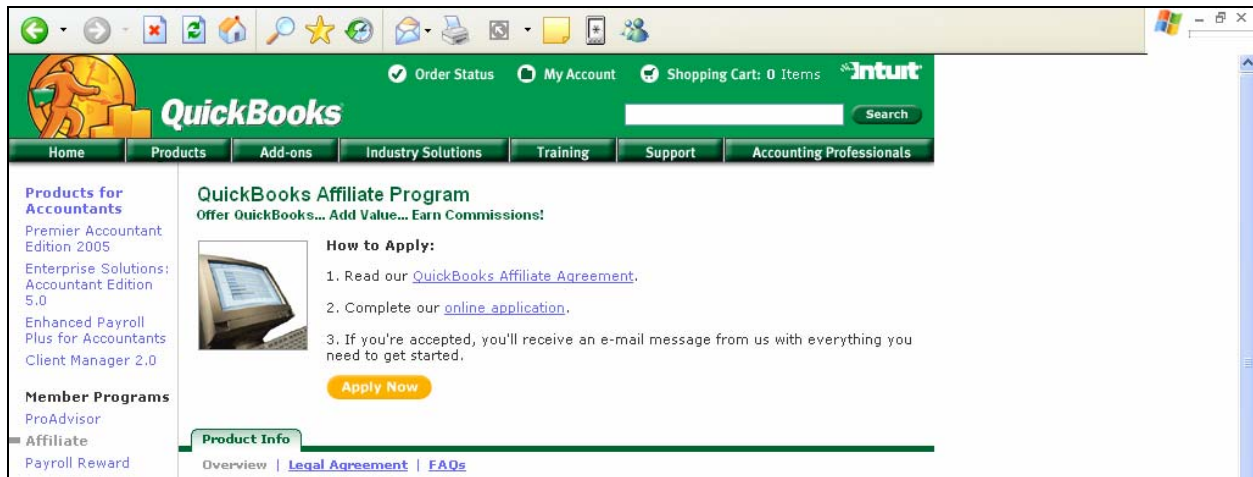 Order Status My Account Shopping Cart: 0 Items Intuit
QuickBooks
Search
Home Products Add-ons Industry Solutions Training Support Accounting Professionals
Products for
Accountants
Premier Accountant
Edition 2005
Enterprise Solutions:
Accountant Edition
5.0
Enhanced Payroll
Plus for Accountants
Client Manager 2.0
Member Programs
ProAdvisor
Affiliate
Payroll Reward
QuickBooks Affiliate Program
Offer QuickBooks... Add Value... Earn Commissions!
How to Apply:
1. Read our QuickBooks Affiliate Agreement.
2. Complete our online application.
3. If you're accepted, you'll receive an e-mail message from us with everything you
need to get started.
Apply Now
Product Info
Overview | Legal Agreement | FAQs